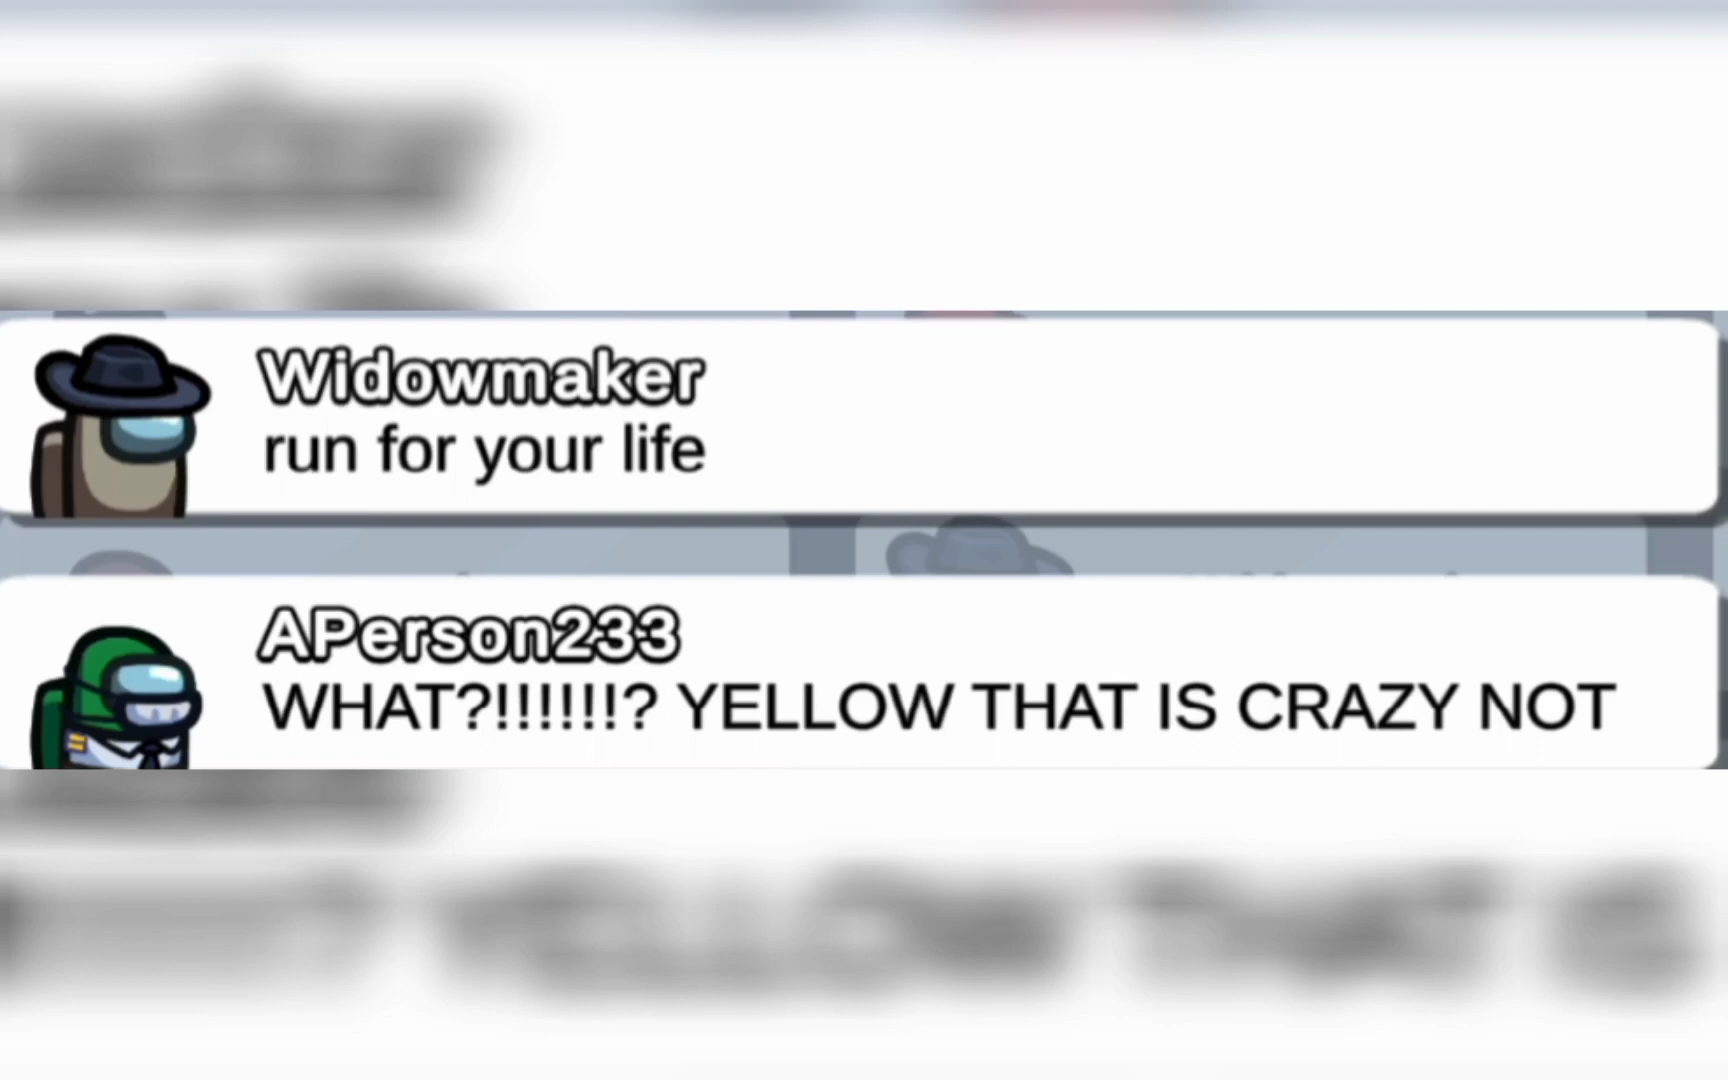 Widowmaker
run for your life
APerson233
WHAT?!!!!!!? YELLOW THAT IS CRAZY NOT